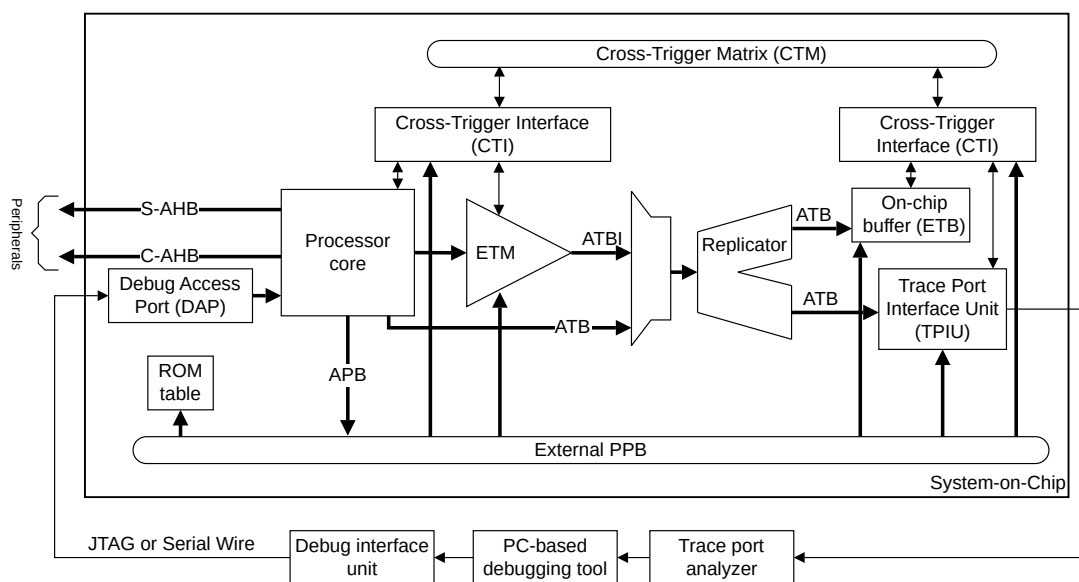 Cross-Trigger Matrix (CTM)
Cross-Trigger Interface
(CTI)
Cross-Trigger
Interface (CTI)
Peripherals
S-AHB
C-AHB
Processor
core
ETM
ATBI
Replicator
ATB
On-chip
buffer (ETB)
Debug Access
Port (DAP)
ATB
ATB
Trace Port
Interface Unit
(TPIU)
ROM
table
APB
External PPB
System-on-Chip
JTAG or Serial Wire
Debug interface
unit
PC-based
debugging tool
Trace port
analyzer